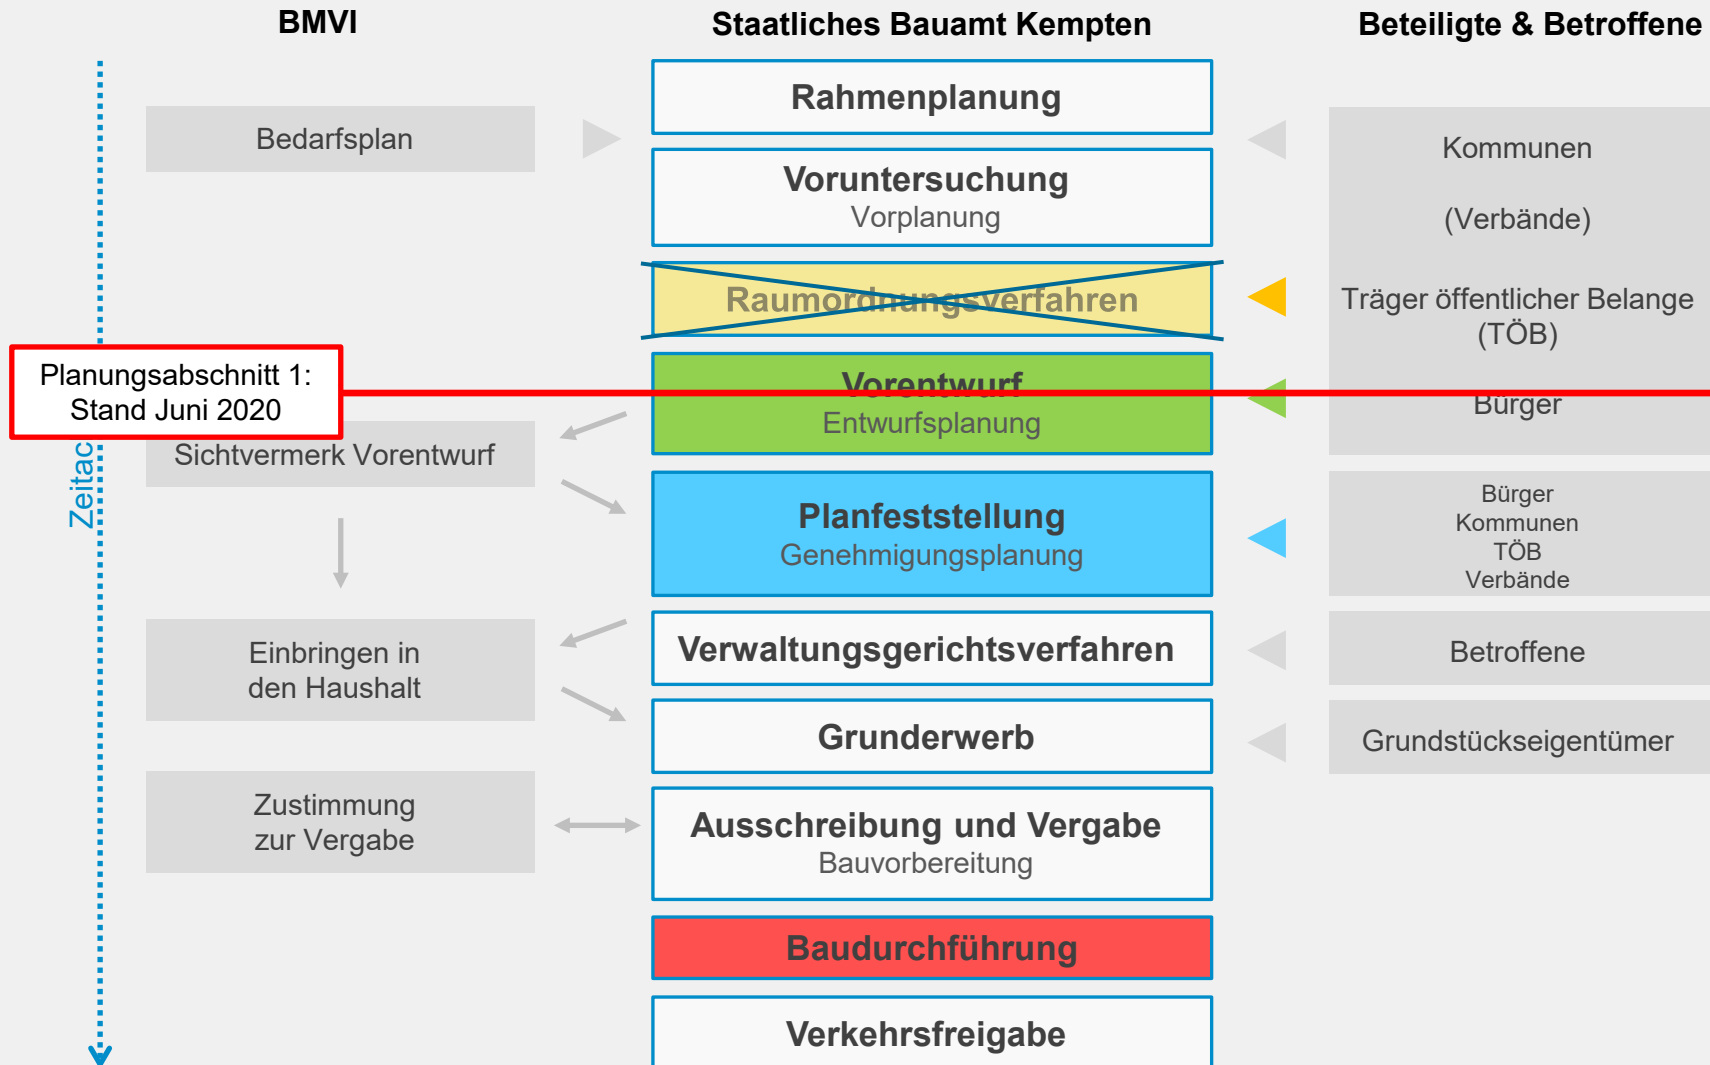 BMVI
Staatliches Bauamt Kempten
Beteiligte & Betroffene
Rahmenplanung
Bedarfsplan
Kommunen
Voruntersuchung
Vorplanung
(Verbände)
Raumordnungsverfahren
Träger öffentlicher Belange
(TÖB)
Planungsabschnitt 1:
Stand Juni 2020
Vorentwurf
Entwurfsplanung
Bürger
Sichtvermerk Vorentwurf
Zeitac
Planfeststellung
Genehmigungsplanung
Bürger
Kommunen
TÖB
Verbände
Einbringen in
den Haushalt
Verwaltungsgerichtsverfahren
Betroffene
Grunderwerb
Grundstückseigentümer
Zustimmung
zur Vergabe
Ausschreibung und Vergabe
Bauvorbereitung
Baudurchführung
Verkehrsfreigabe